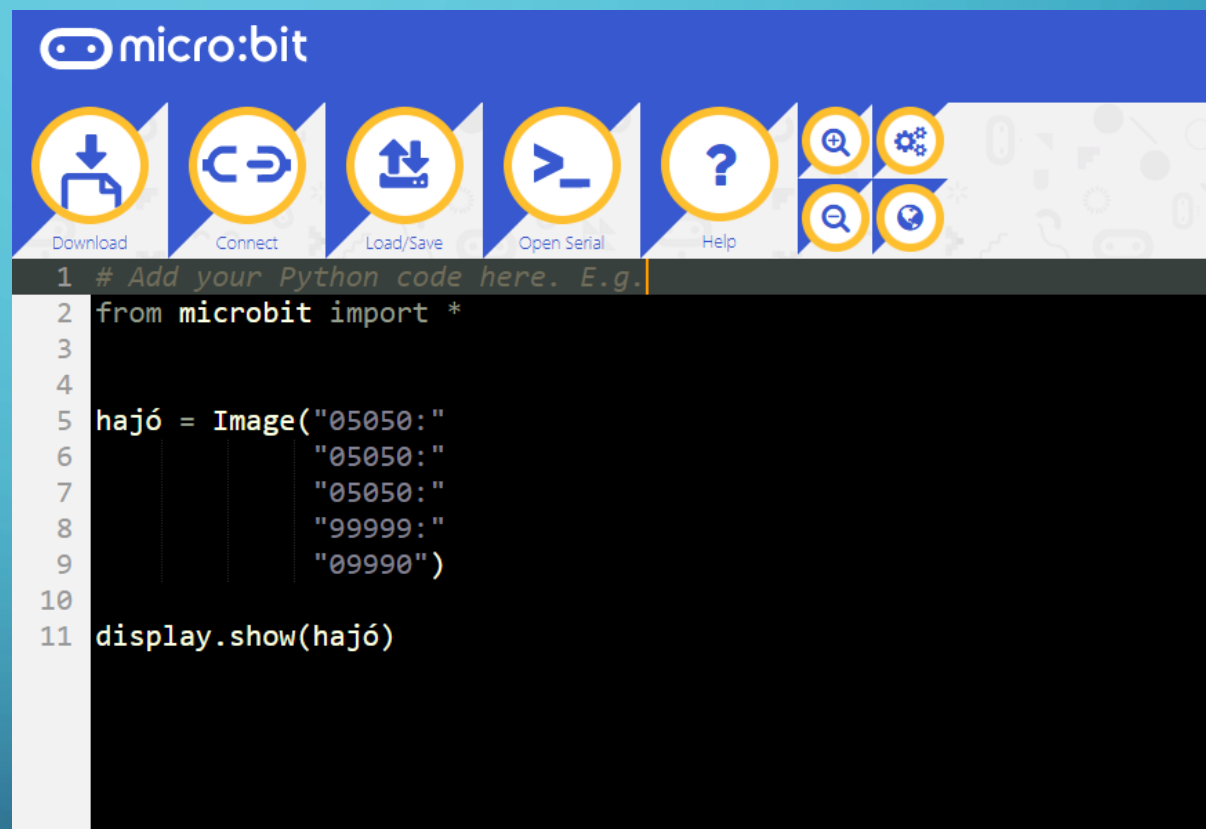 micro:bit
Download Connect Load/Save Open Serial Help
1 # Add your Python code here. E.g.
2 from microbit import *
3
4
5 hajó = Image("05050:"
6 "05050:"
7 "05050:"
8 "99999:"
9 "09990")
10
11 display.show(hajó)